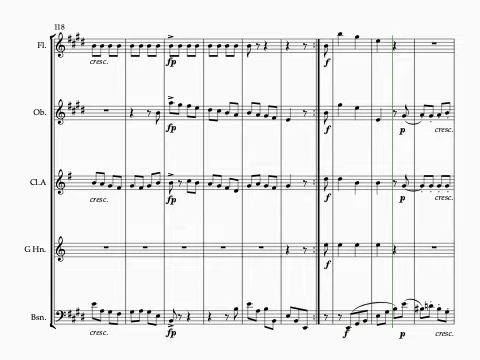 118
Fl.
cresc. fp f
Ob.
fp f p cresc.
Cl.A
cresc. fp f p cresc.
G Hn.
f
Bsn.
cresc. fp f p cresc.